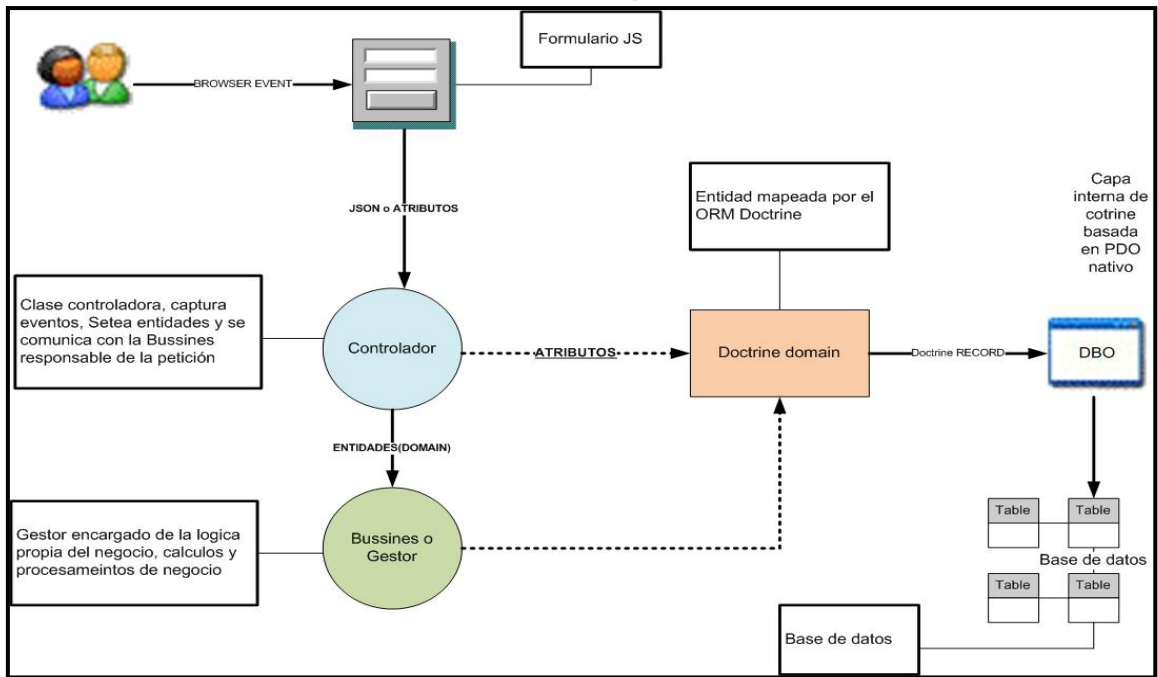 Formulario JS
BROWSER EVENT
JSON o ATRIBUTOS
Entidad mapeada por el
ORM Doctrine
Capa
interna de
cotrine
basada
en PDO
nativo
Clase controladora, captura
eventos, Setea entidades y se
comunica con la Bussines
responsable de la petición
Controlador
ATRIBUTOS
Doctrine domain
Doctrine RECORD
DBO
ENTIDADES(DOMAIN)
Gestor encargado de la logica
propia del negocio, calculos y
procesameintos de negocio
Bussines o
Gestor
Table
Table
Base de datos
Table
Table
Base de datos